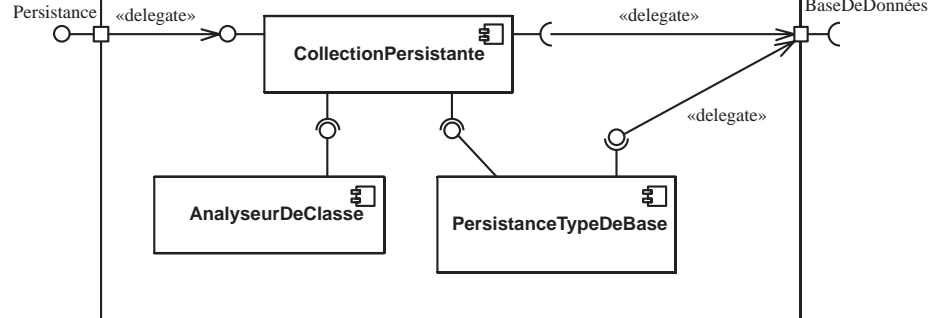 Persistance
«delegate»
«delegate»
BaseDeDonnées
CollectionPersistante
«delegate»
AnalyseurDeClasse
PersistanceTypeDeBase